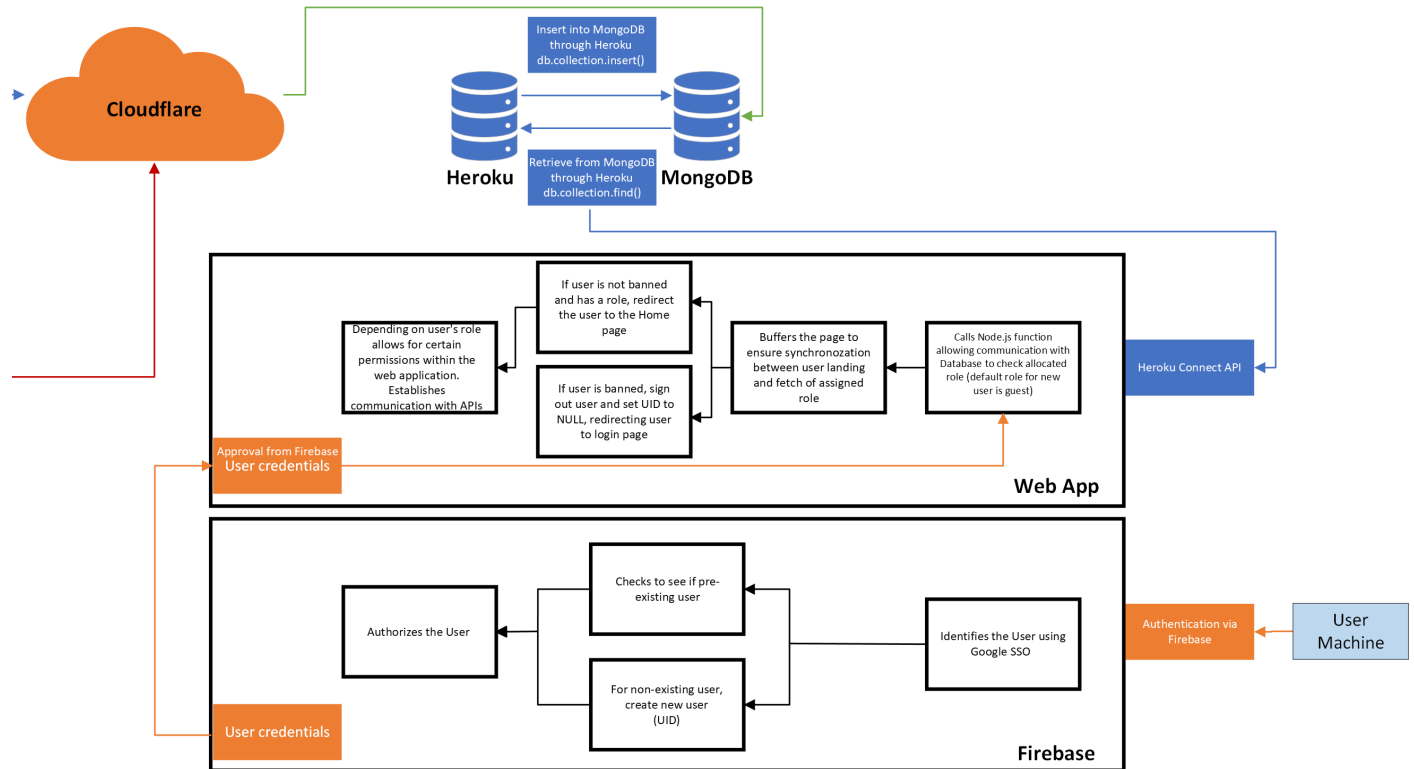 Insert into MongoDB
through Heroku
db.collection.insert()
Cloudflare
Retrieve from MongoDB
through Heroku
db.collection.find()
Heroku
MongoDB
If user is not banned
and has a role, redirect
the user to the Home
page
Depending on user's role
allows for certain
permissions within the
web application.
Establishes
communication with APIs
Buffers the page to
ensure synchronozation
between user landing
and fetch of assigned
role
Calls Node.js function
allowing communication with
Database to check allocated
role (default role for new
user is guest)
Heroku Connect API
If user is banned, sign
out user and set UID to
NULL, redirecting user
to login page
Approval from Firebase
User credentials
Web App
Checks to see if pre-
existing user
Authorizes the User
Identifies the User using
Google SSO
Authentication via
Firebase
User
Machine
For non-existing user,
create new user
(UID)
User credentials
Firebase